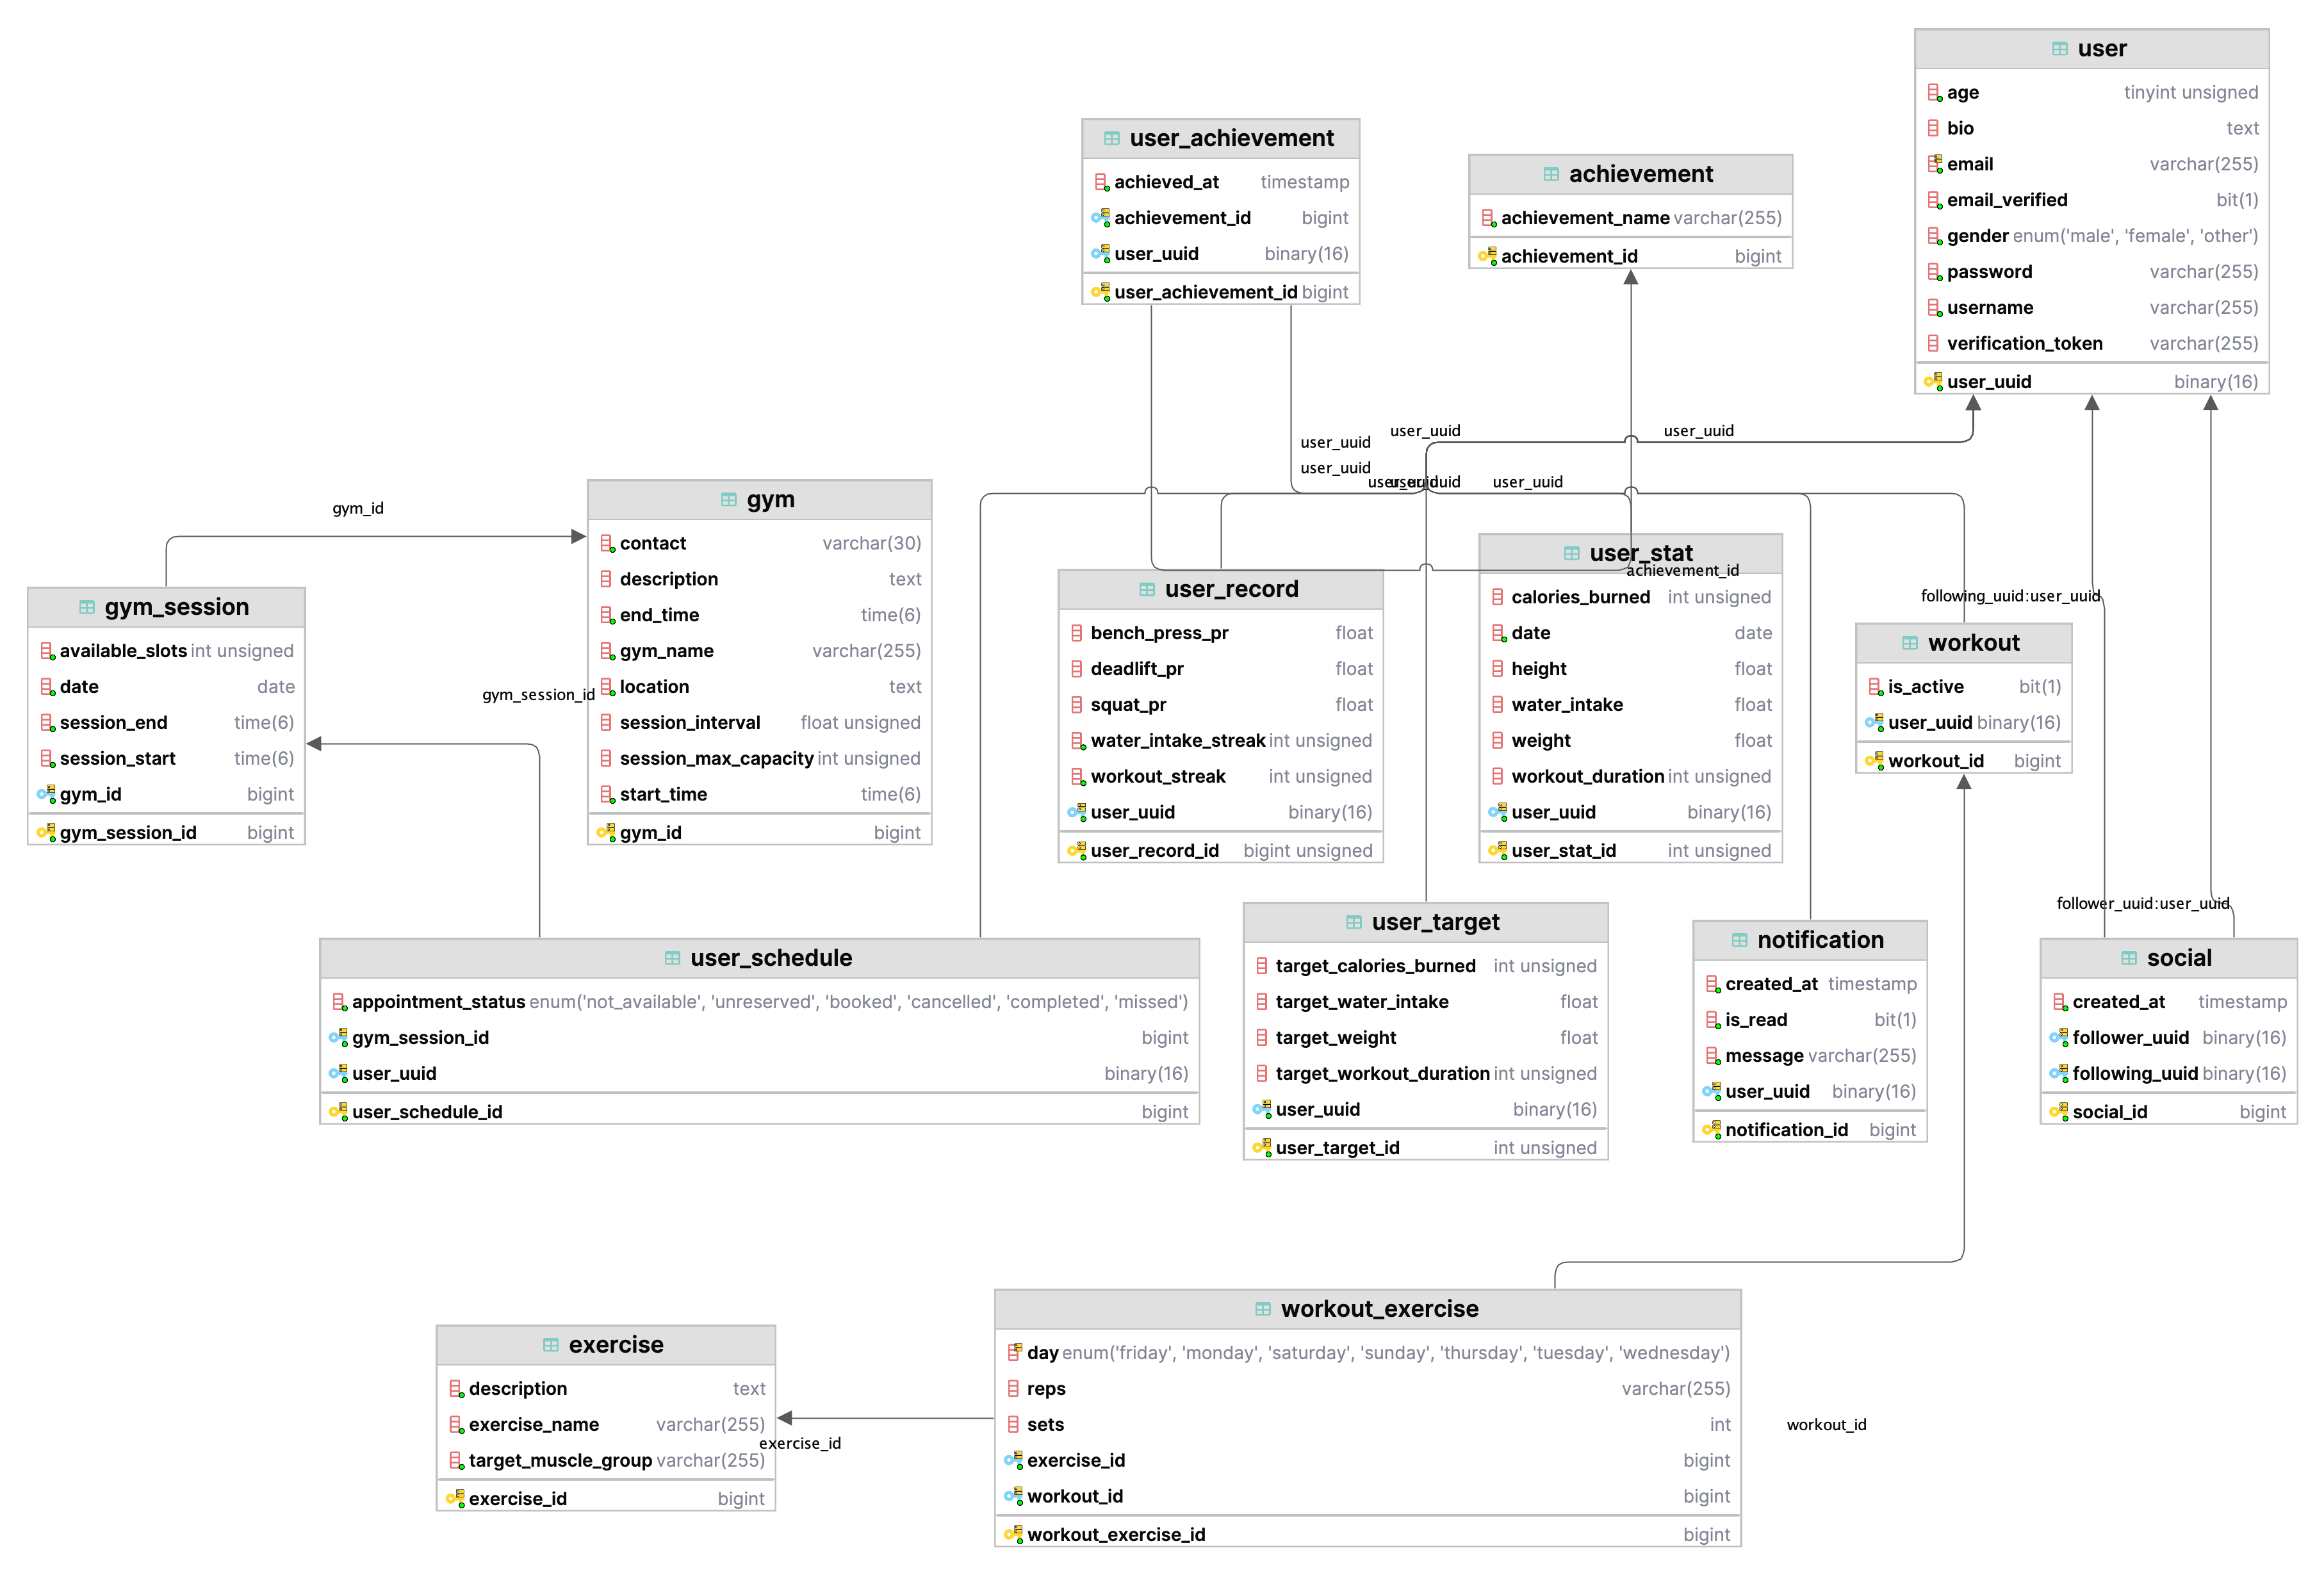 user
age tinyint unsigned
bio text
email varchar(255)
email_verified bit(1)
gender enum('male', 'female', 'other')
password varchar(255)
username varchar(255)
verification_token varchar(255)
user_uuid binary(16)
user_achievement
achieved_at timestamp
achievement_id bigint
user_uuid binary(16)
user_achievement_id bigint
achievement
achievement_name varchar(255)
achievement_id bigint
user_uuid
user_uuid
user_uuid
user_uuid
user_uuid
user_uuid
user_uuid
gym_id
gym
contact varchar(30)
description text
end_time time(6)
gym_name varchar(255)
location text
session_interval float unsigned
session_max_capacity int unsigned
start_time time(6)
gym_id bigint
gym_session
available_slots int unsigned
date date
session_end time(6)
session_start time(6)
gym_id bigint
gym_session_id bigint
gym_session_id
user_record
bench_press_pr float
deadlift_pr float
squat_pr float
water_intake_streak int unsigned
workout_streak int unsigned
user_uuid binary(16)
user_record_id bigint unsigned
user_stat
achievement_id
calories_burned int unsigned
date date
height float
water_intake float
weight float
workout_duration int unsigned
user_uuid binary(16)
user_stat_id int unsigned
following_uuid:user_uuid
workout
is_active bit(1)
user_uuid binary(16)
workout_id bigint
follower_uuid:user_uuid
user_schedule
appointment_status enum('not_available', 'unreserved', 'booked', 'cancelled', 'completed', 'missed')
gym_session_id bigint
user_uuid binary(16)
user_schedule_id bigint
user_target
target_calories_burned int unsigned
target_water_intake float
target_weight float
target_workout_duration int unsigned
user_uuid binary(16)
user_target_id int unsigned
notification
created_at timestamp
is_read bit(1)
message varchar(255)
user_uuid binary(16)
notification_id bigint
social
created_at timestamp
follower_uuid binary(16)
following_uuid binary(16)
social_id bigint
exercise
description text
exercise_name varchar(255)
target_muscle_group varchar(255)
exercise_id bigint
exercise_id
workout_exercise
day enum('friday', 'monday', 'saturday', 'sunday', 'thursday', 'tuesday', 'wednesday')
reps varchar(255)
sets int
exercise_id bigint
workout_id bigint
workout_exercise_id bigint
workout_id